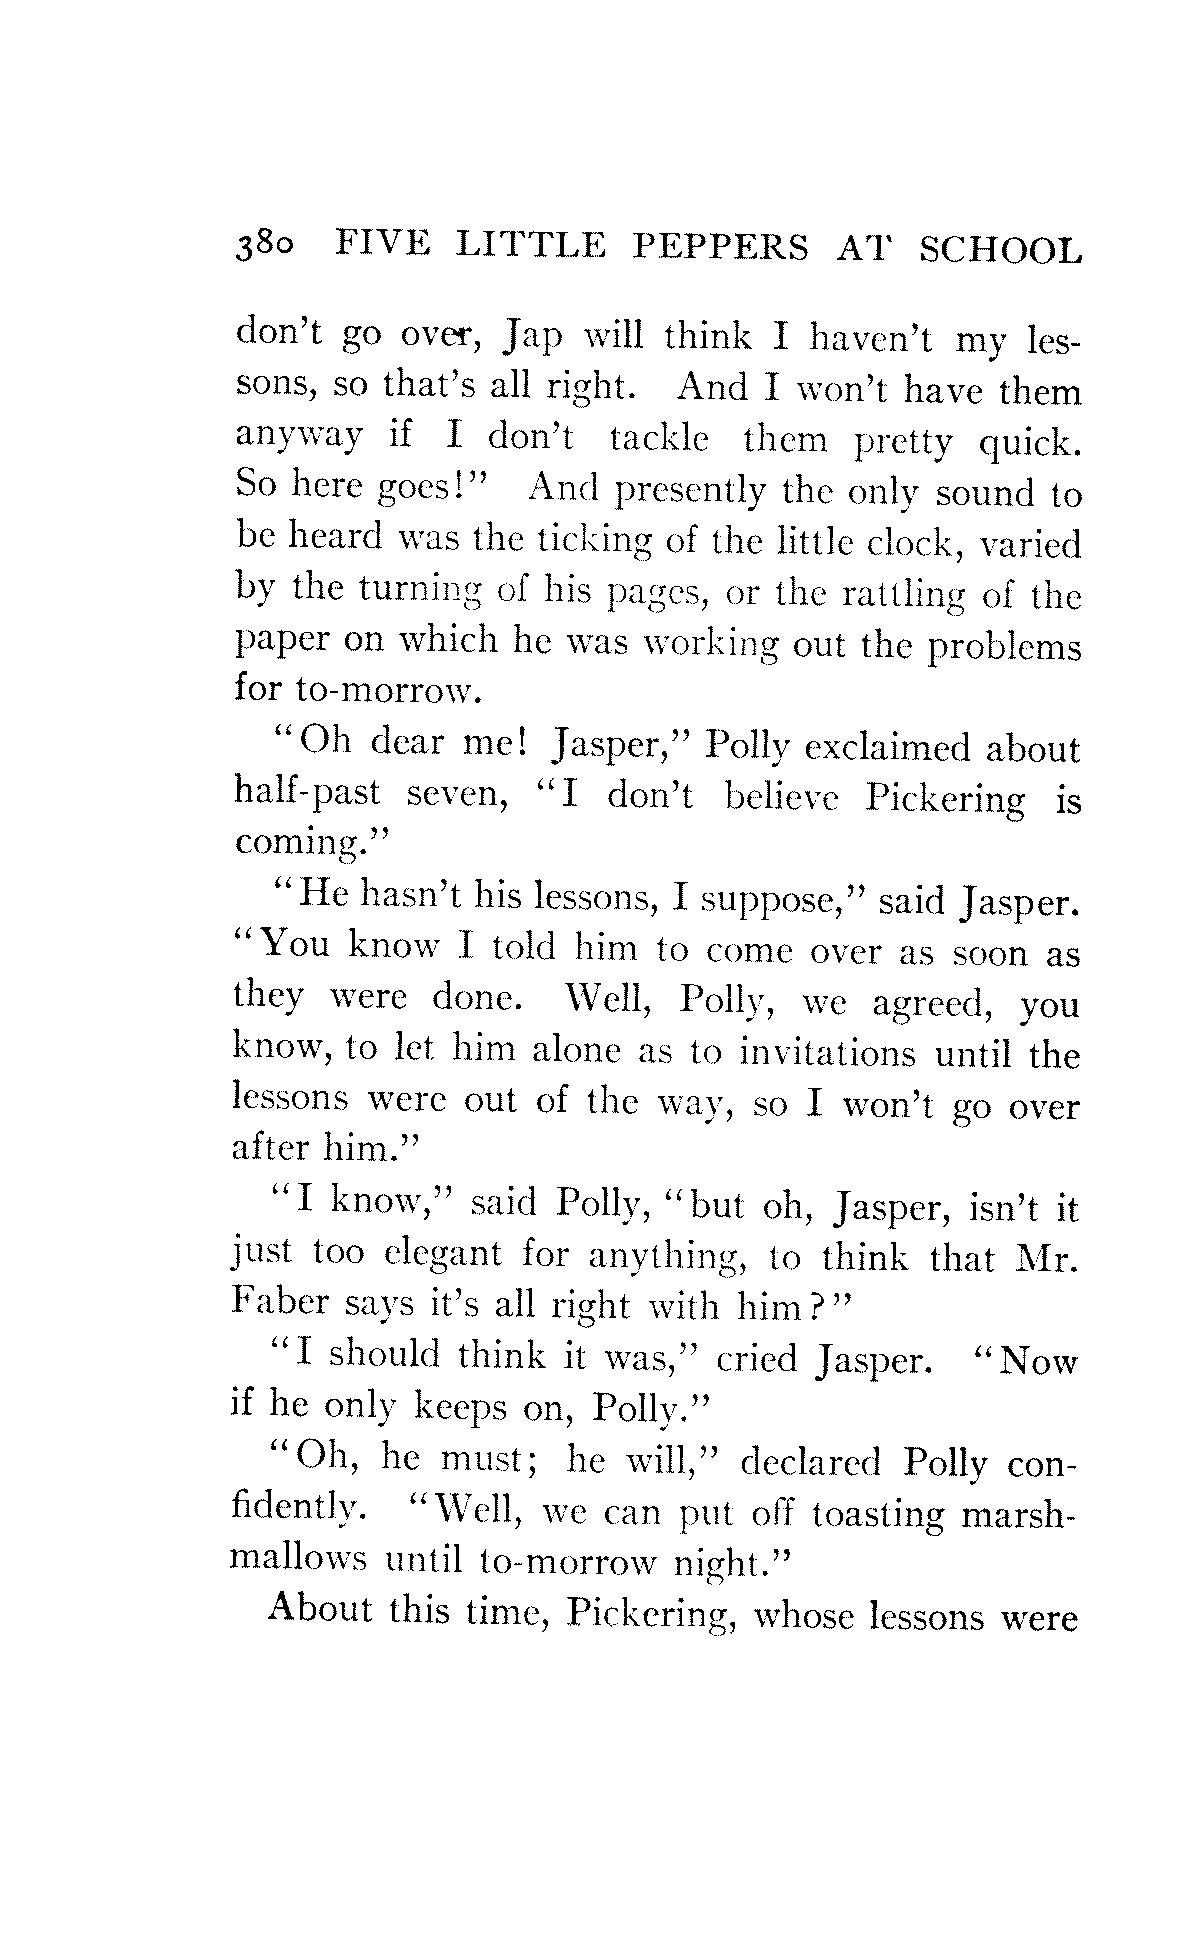 380 FIVE LITTLE PEPPERS AT SCHOOL
don't go over, Jap will think I haven't my les-
sons, so that's all right. And I won't have them
anyway if I don't tackle them pretty quick.
So here goes!" And presently the only sound to
be heard was the ticking of the little clock, varied
by the turning of his pages, or the rattling of the
paper on which he was working out the problems
for to-morrow.
"Oh dear me! Jasper," Polly exclaimed about
half-past seven, "I don't believe Pickering is
coming."
"He hasn't his lessons, I suppose," said Jasper.
"You know I told him to come over as soon as
they were done. Well, Polly, we agreed, you
know, to let him alone as to invitations until the
lessons were out of the way, so I won't go over
after him."
"I know," said Polly, "but oh, Jasper, isn't it
just too elegant for anything, to think that Mr.
Faber says it's all right with him?"
"I should think it was," cried Jasper. "Now
if he only keeps on, Polly."
"Oh, he must; he will," declared Polly con-
fidently. "Well, we can put off toasting marsh-
mallows until to-morrow night."
About this time, Pickering, whose lessons were